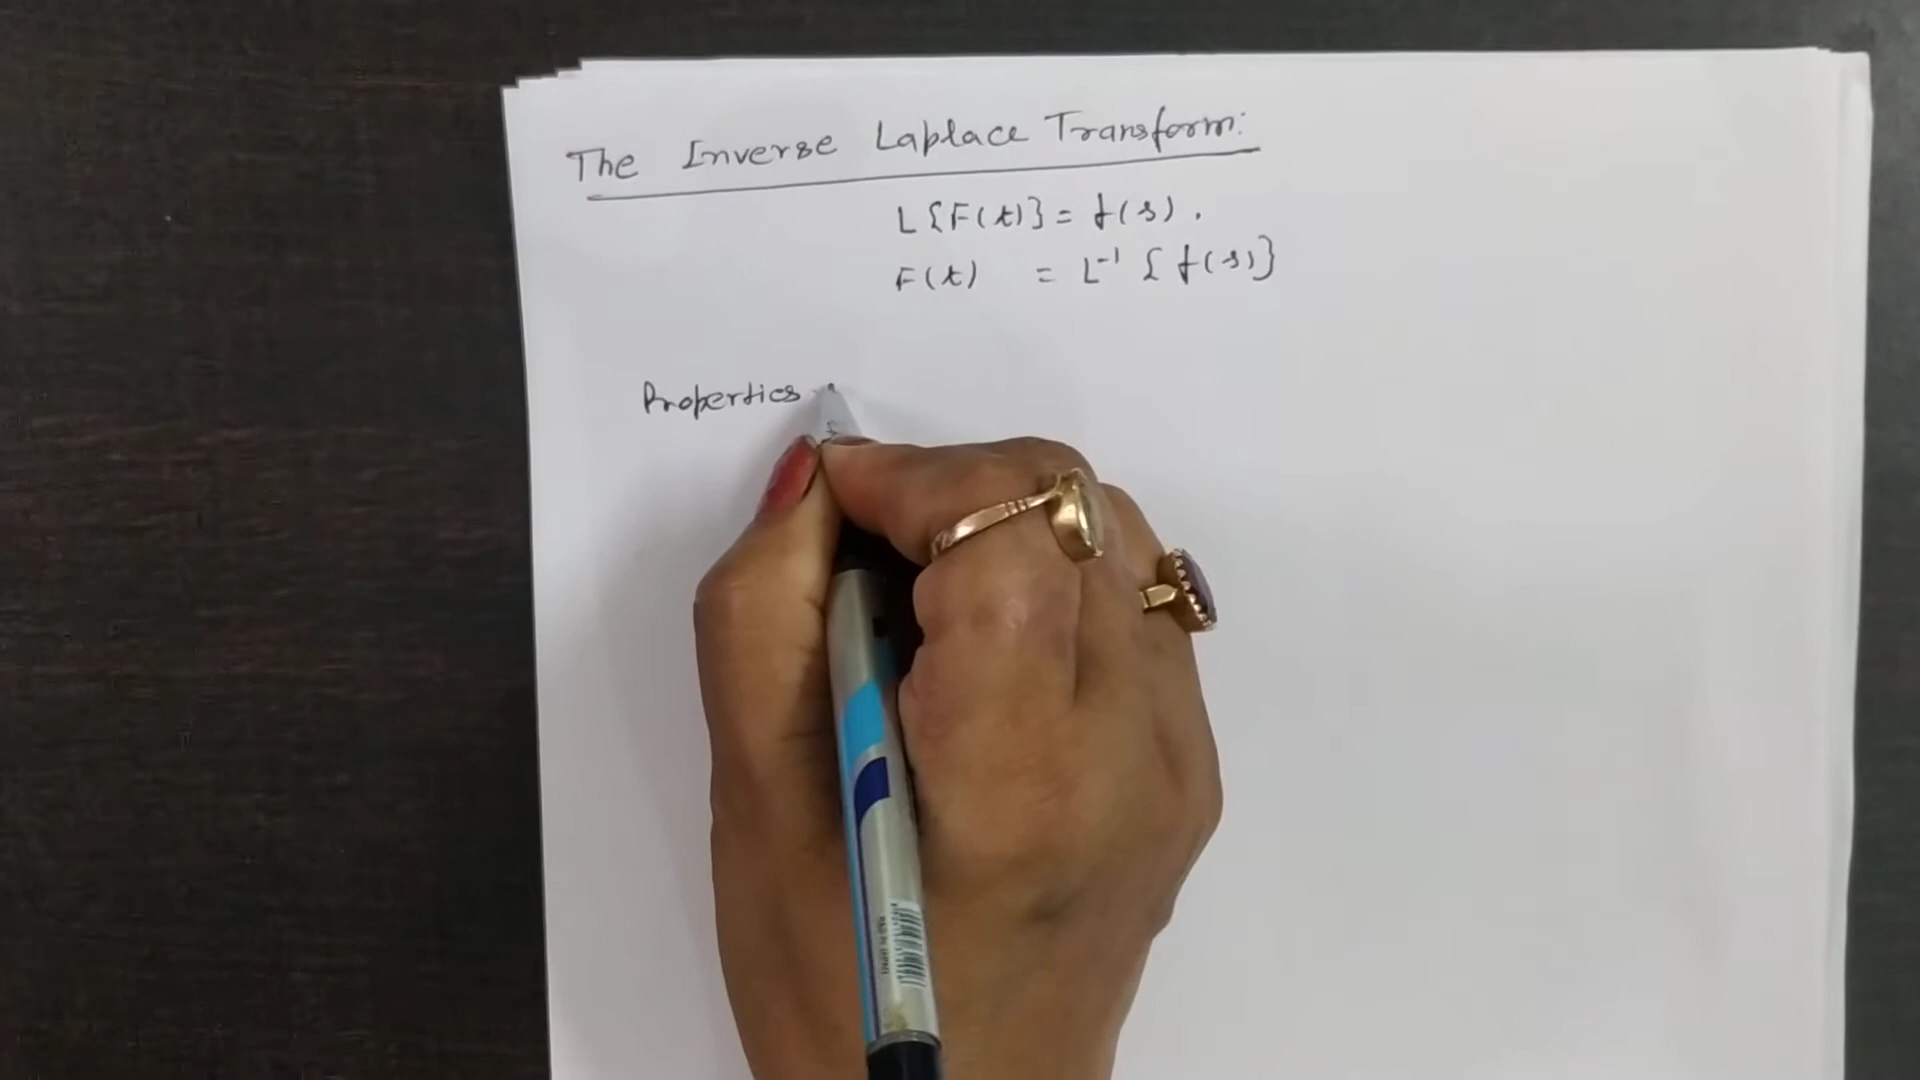 The Inverse Laplace Transform:
L{F(t)} = f(s).
F(t) = L⁻¹ {f(s)}
Properties